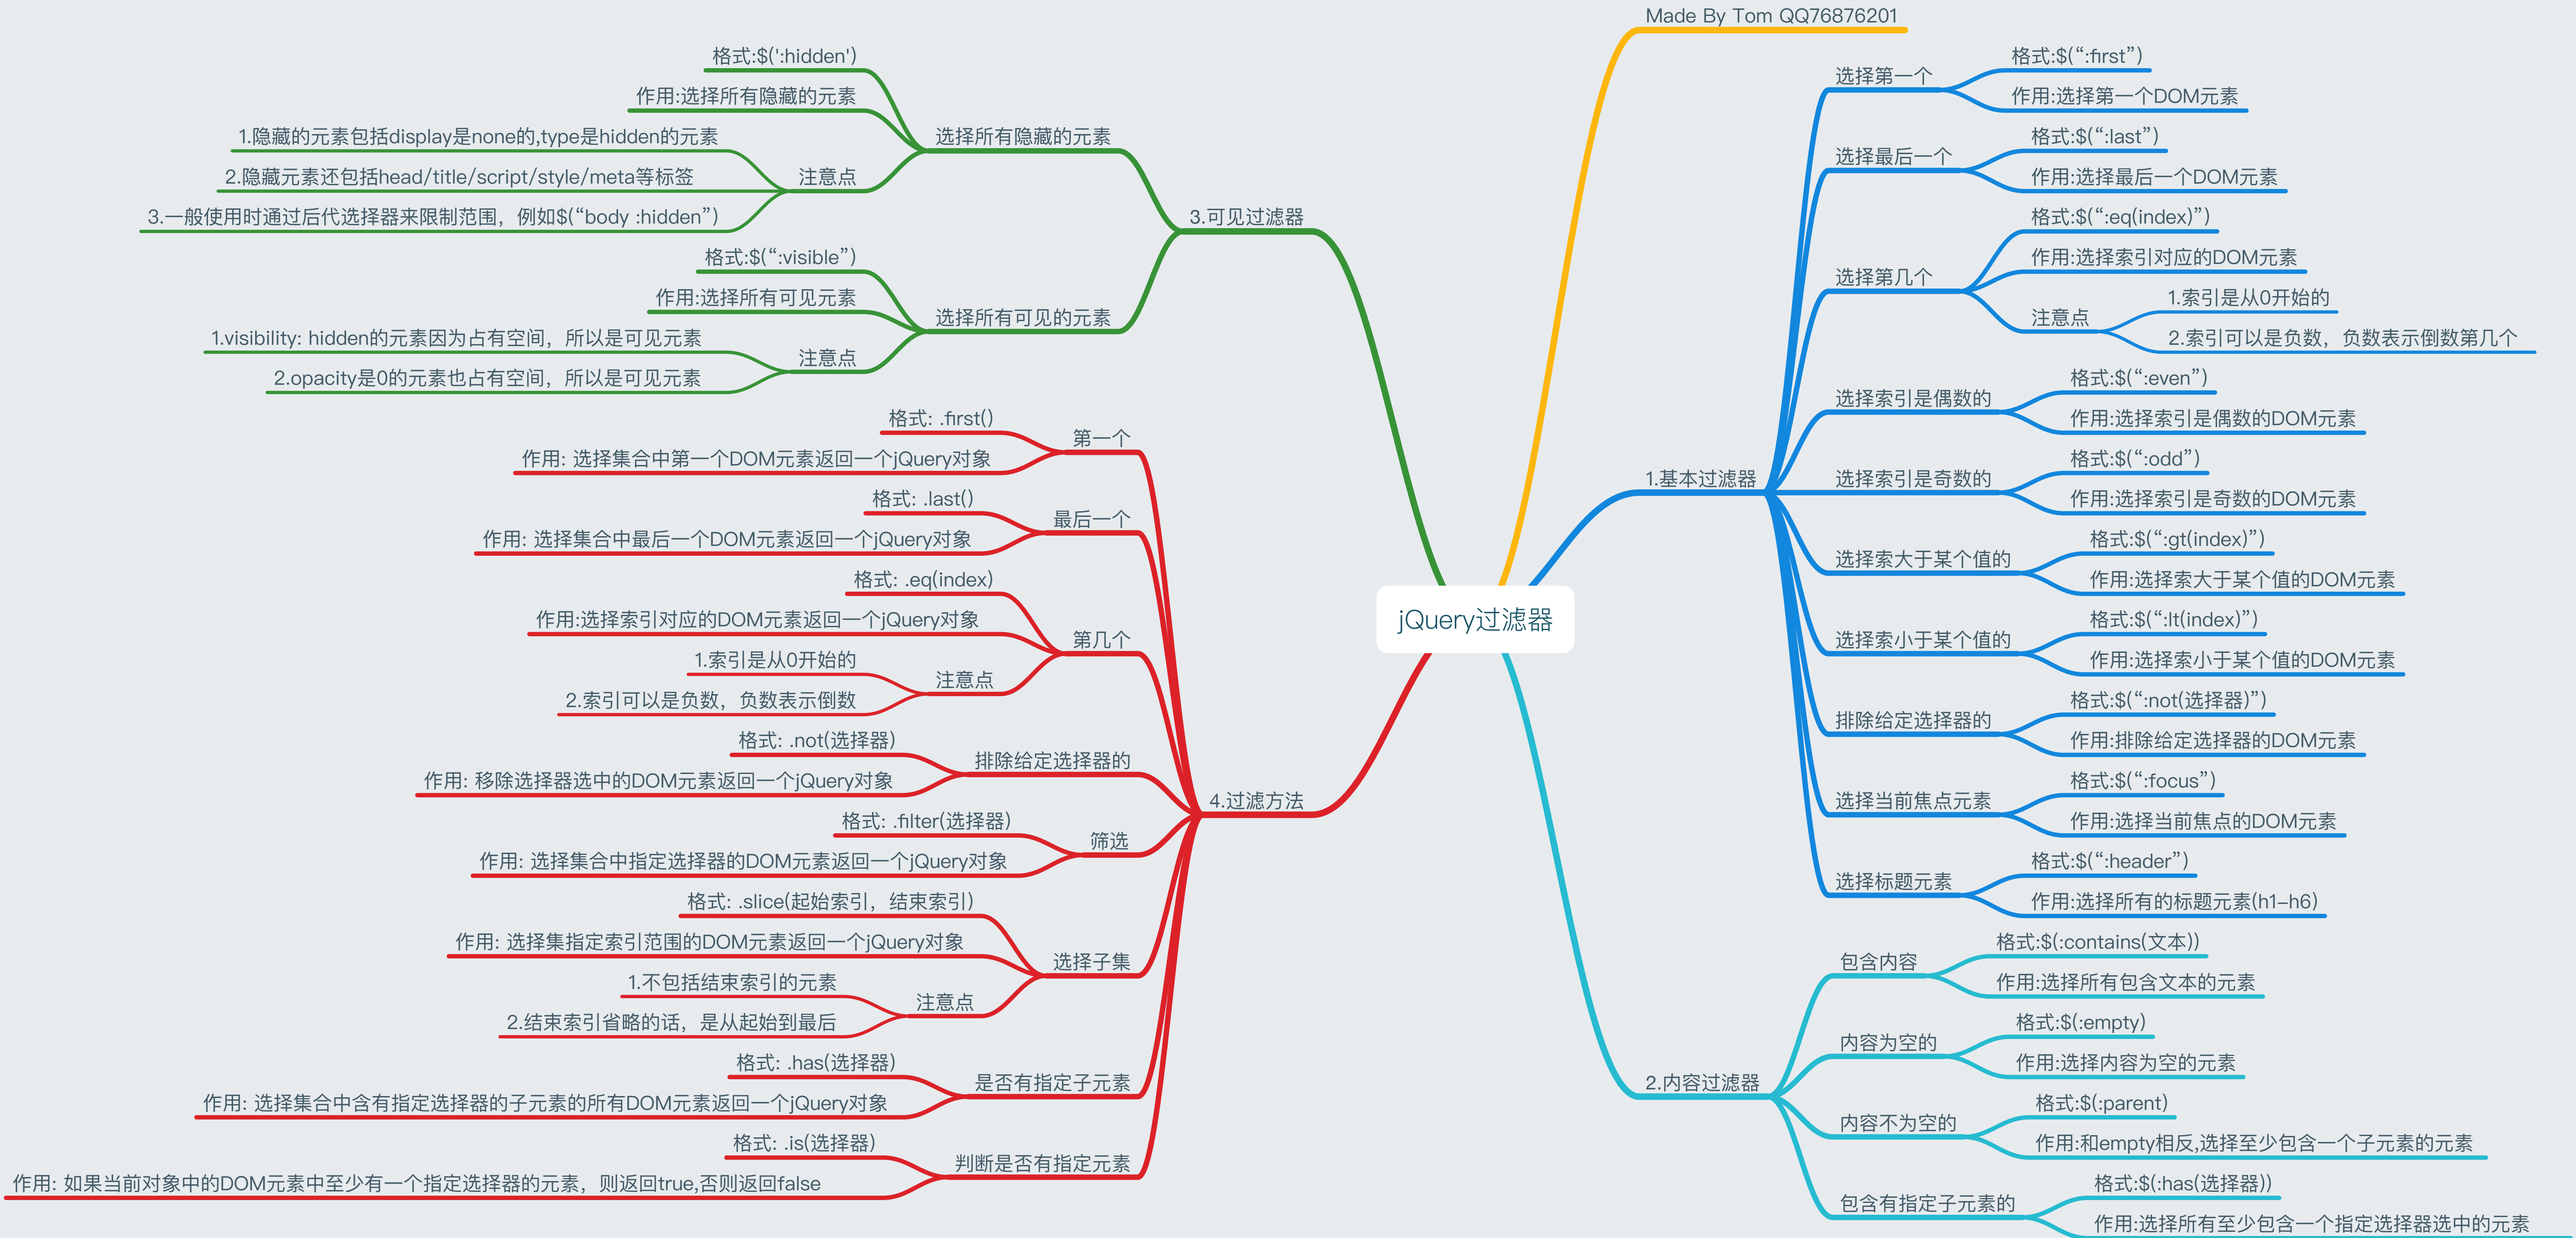 jQuery过滤器
Made By Tom QQ76876201
1.基本过滤器
选择第一个
格式:$(“:first”)
作用:选择第一个DOM元素
选择最后一个
格式:$(“:last”)
作用:选择最后一个DOM元素
选择第几个
格式:$(“:eq(index)”)
作用:选择索引对应的DOM元素
注意点
1.索引是从0开始的
2.索引可以是负数，负数表示倒数第几个
选择索引是偶数的
格式:$(“:even”)
作用:选择索引是偶数的DOM元素
选择索引是奇数的
格式:$(“:odd”)
作用:选择索引是奇数的DOM元素
选择索大于某个值的
格式:$(“:gt(index)”)
作用:选择索大于某个值的DOM元素
选择索小于某个值的
格式:$(“:lt(index)”)
作用:选择索小于某个值的DOM元素
排除给定选择器的
格式:$(“:not(选择器)”)
作用:排除给定选择器的DOM元素
选择当前焦点元素
格式:$(“:focus”)
作用:选择当前焦点的DOM元素
选择标题元素
格式:$(“:header”)
作用:选择所有的标题元素(h1–h6)
2.内容过滤器
包含内容
格式:$(:contains(文本))
作用:选择所有包含文本的元素
内容为空的
格式:$(:empty)
作用:选择内容为空的元素
内容不为空的
格式:$(:parent)
作用:和empty相反,选择至少包含一个子元素的元素
包含有指定子元素的
格式:$(:has(选择器))
作用:选择所有至少包含一个指定选择器选中的元素
3.可见过滤器
选择所有隐藏的元素
格式:$(':hidden')
作用:选择所有隐藏的元素
注意点
1.隐藏的元素包括display是none的,type是hidden的元素
2.隐藏元素还包括head/title/script/style/meta等标签
3.一般使用时通过后代选择器来限制范围，例如$(“body :hidden”)
选择所有可见的元素
格式:$(“:visible”)
作用:选择所有可见元素
注意点
1.visibility: hidden的元素因为占有空间，所以是可见元素
2.opacity是0的元素也占有空间，所以是可见元素
4.过滤方法
第一个
格式: .first()
作用: 选择集合中第一个DOM元素返回一个jQuery对象
最后一个
格式: .last()
作用: 选择集合中最后一个DOM元素返回一个jQuery对象
第几个
格式: .eq(index)
作用:选择索引对应的DOM元素返回一个jQuery对象
注意点
1.索引是从0开始的
2.索引可以是负数，负数表示倒数
排除给定选择器的
格式: .not(选择器)
作用: 移除选择器选中的DOM元素返回一个jQuery对象
筛选
格式: .filter(选择器)
作用: 选择集合中指定选择器的DOM元素返回一个jQuery对象
选择子集
格式: .slice(起始索引，结束索引)
作用: 选择集指定索引范围的DOM元素返回一个jQuery对象
注意点
1.不包括结束索引的元素
2.结束索引省略的话，是从起始到最后
是否有指定子元素
格式: .has(选择器)
作用: 选择集合中含有指定选择器的子元素的所有DOM元素返回一个jQuery对象
判断是否有指定元素
格式: .is(选择器)
作用: 如果当前对象中的DOM元素中至少有一个指定选择器的元素，则返回true,否则返回false